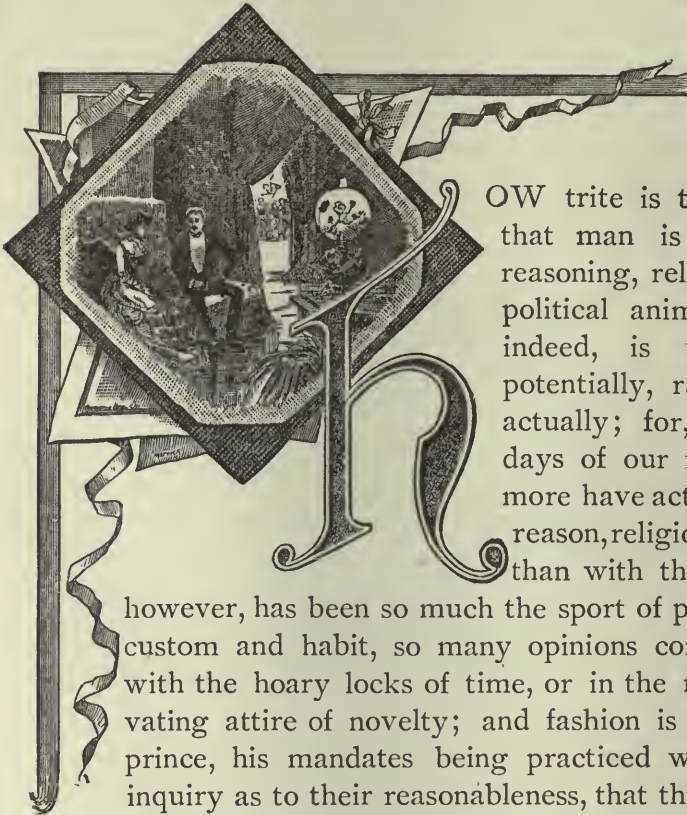 HOW trite is t
that man is
reasoning, rel
political anim
indeed, is
potentially, r
actually; for,
days of our
more have act
reason, religio
than with th
however, has been so much the sport of p
custom and habit, so many opinions co
with the hoary locks of time, or in the
vating attire of novelty; and fashion is
prince, his mandates being practiced w
inquiry as to their reasonableness, that th